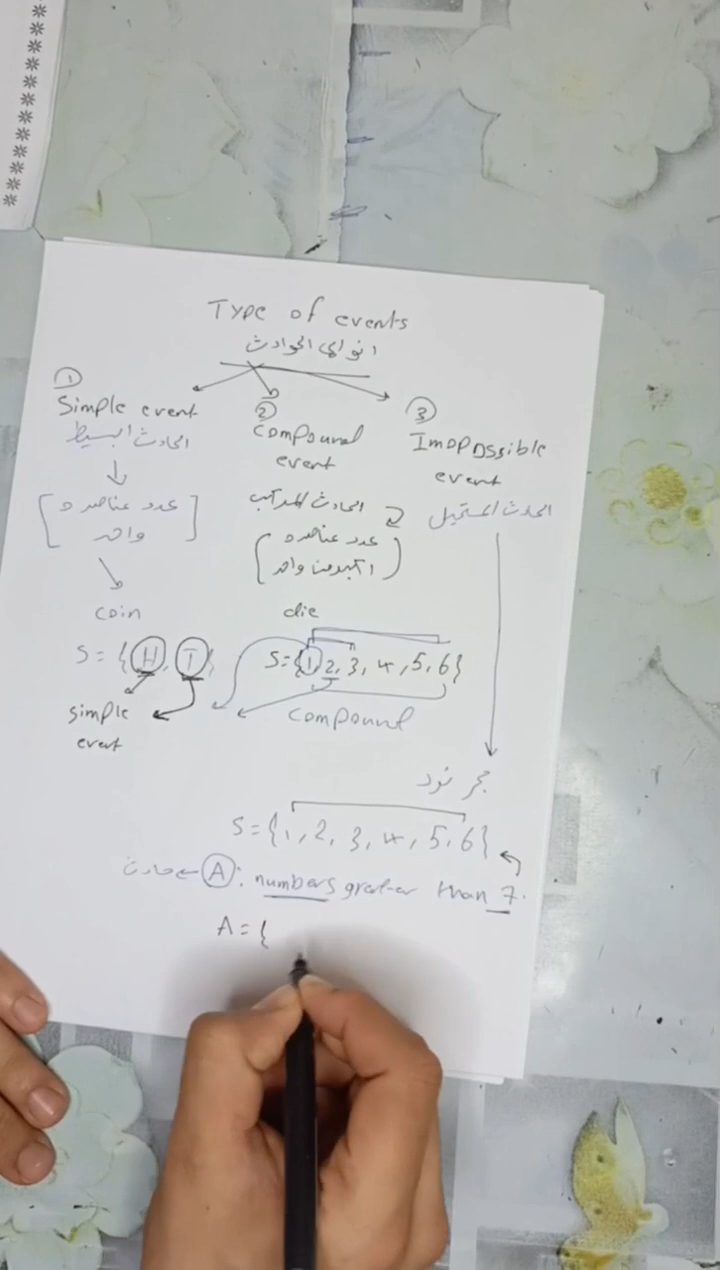 Type of events
انواع الحوادث
①
Simple event
الحادث البسيط
[عدد عناصره
واحد]
coin
S = {H, T}
simple
event
②
Compound
event
الحادث المركب
(عدد عناصره
اكبر من واحد)
die
S={1, 2, 3, 4, 5, 6}
compound
③
Imopossible
event
الحدث المستحيل
حجر نرد
S={1, 2, 3, 4, 5, 6}
حادث ← A: numbers greater than 7.
A = {